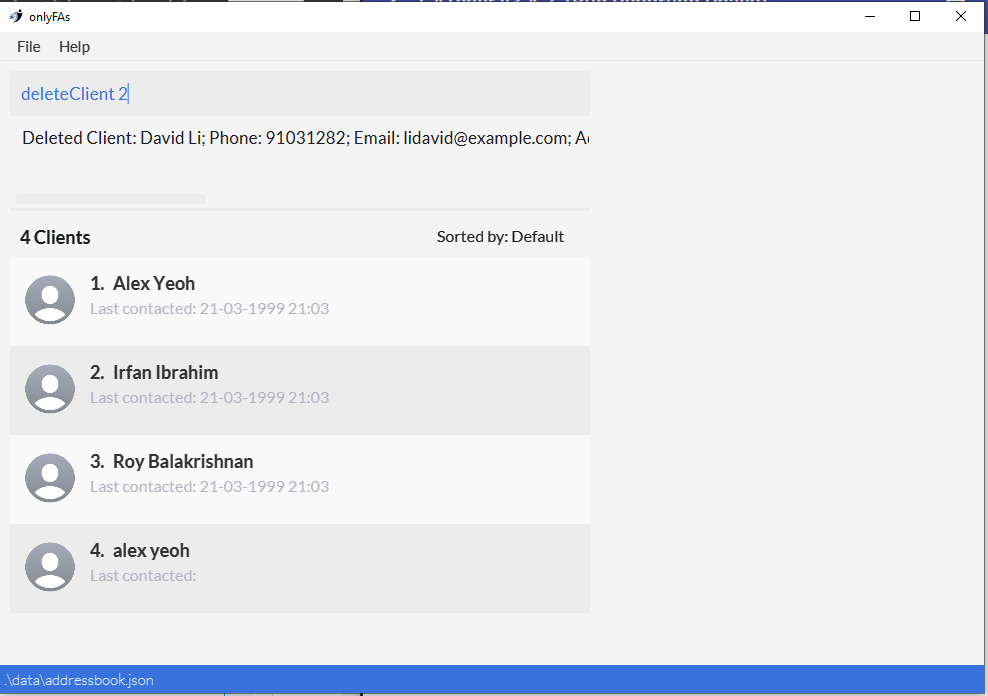 onlyFAs
File Help
deleteClient 2
Deleted Client: David Li; Phone: 91031282; Email: lidavid@example.com;
4 Clients
Sorted by: Default
1. Alex Yeoh
Last contacted: 21-03-1999 21:03
2. Irfan Ibrahim
Last contacted: 21-03-1999 21:03
3. Roy Balakrishnan
Last contacted: 21-03-1999 21:03
4. alex yeoh
Last contacted:
.\data\addressbook.json